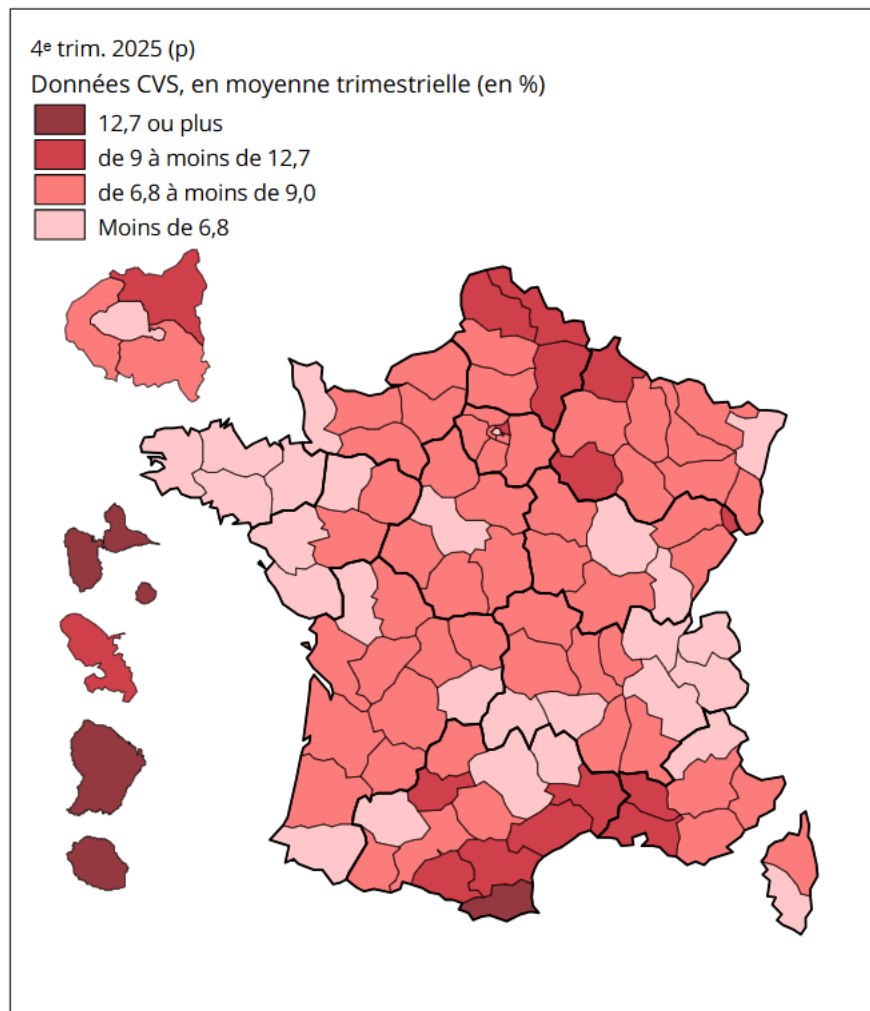 4e trim. 2025 (p)
Données CVS, en moyenne trimestrielle (en %)
12,7 ou plus
de 9 à moins de 12,7
de 6,8 à moins de 9,0
Moins de 6,8